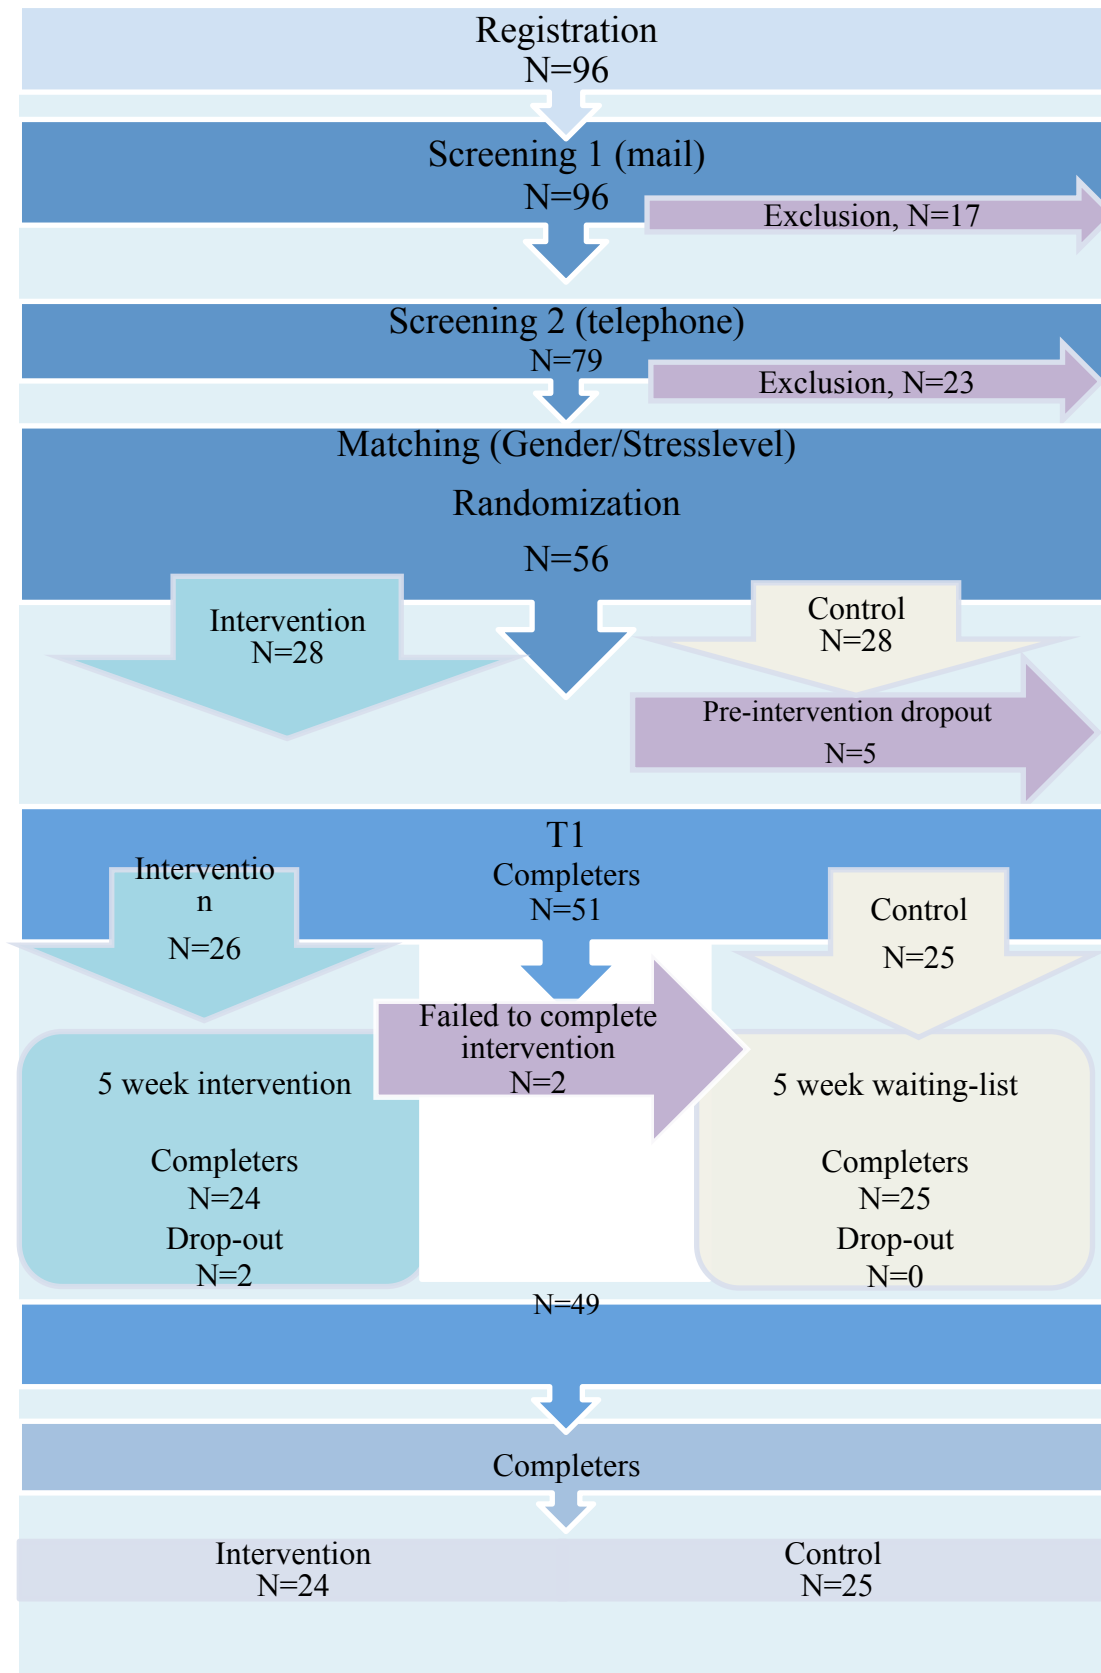 Registration
N=96
Screening 1 (mail)
N=96
Exclusion, N=17
Screening 2 (telephone)
N=79
Exclusion, N=23
Matching (Gender/Stresslevel)
Randomization
N=56
Intervention
N=28
Control
N=28
Pre-intervention dropout
N=5
T1
Completers
N=51
Interventio
n
N=26
Control
N=25
Failed to complete
intervention
N=2
5 week intervention
Completers
N=24
Drop-out
N=2
5 week waiting-list
Completers
N=25
Drop-out
N=0
N=49
Completers
Intervention
N=24
Control
N=25